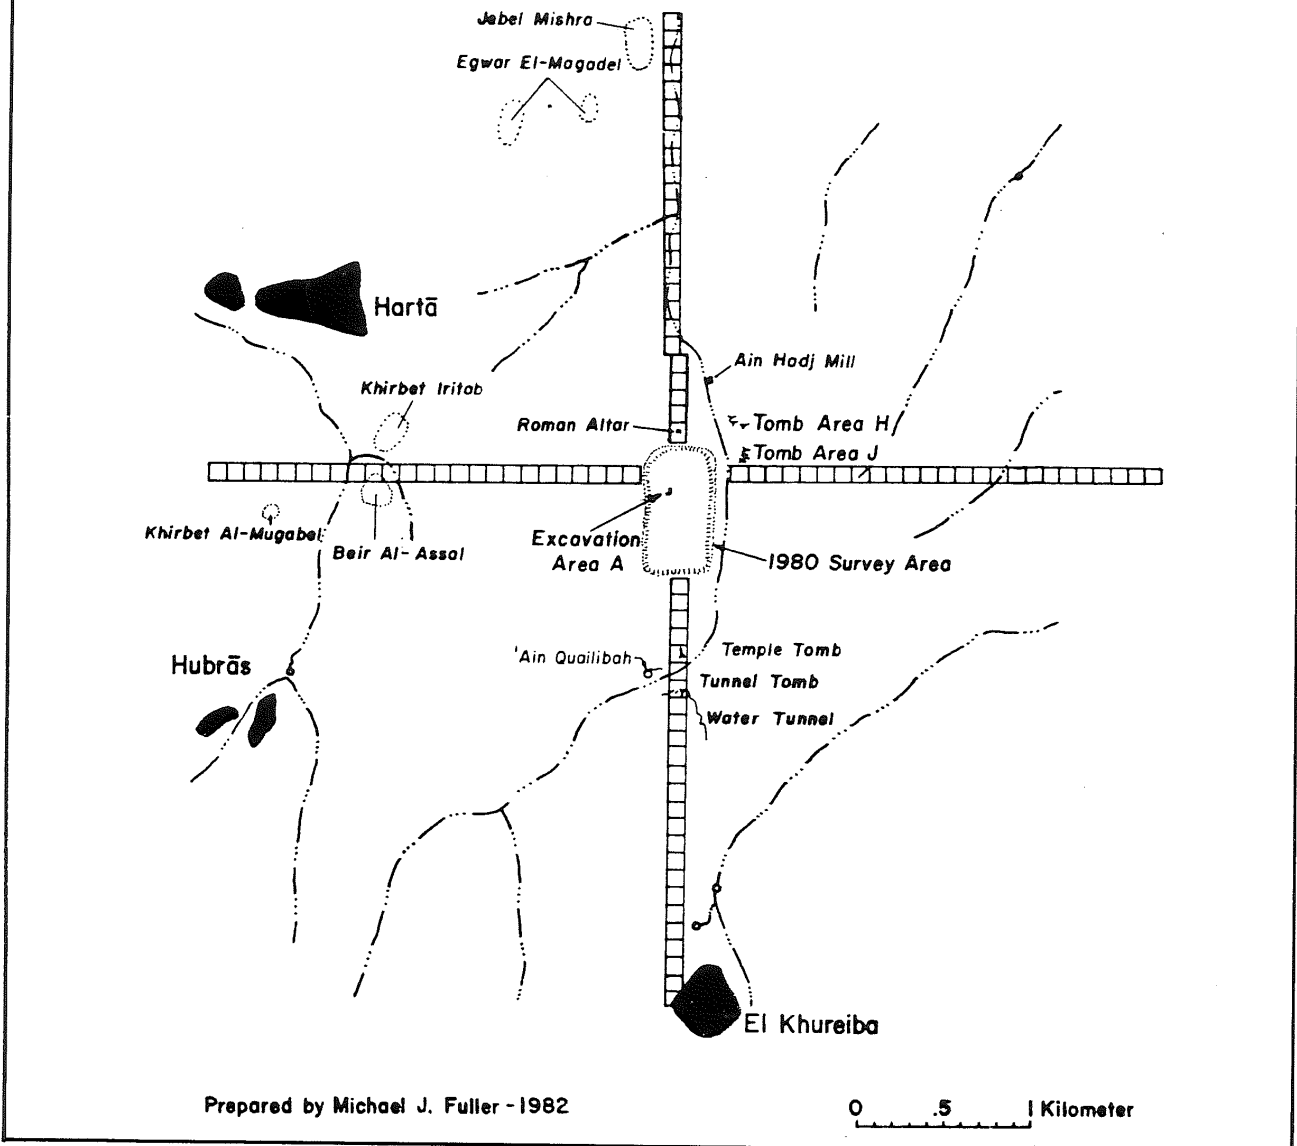 Jebel Mishra
Egwar El-Magadel
Hartā
Ain Hadj Mill
Khirbet Iritab
Roman Altar
Tomb Area H
Tomb Area J
Khirbet Al-Mugabel
Beir Al-Assal
Excavation
Area A
1980 Survey Area
Hubrās
'Ain Quailibah
Temple Tomb
Tunnel Tomb
Water Tunnel
El Khureiba
Prepared by Michael J. Fuller - 1982
0 .5 1 Kilometer